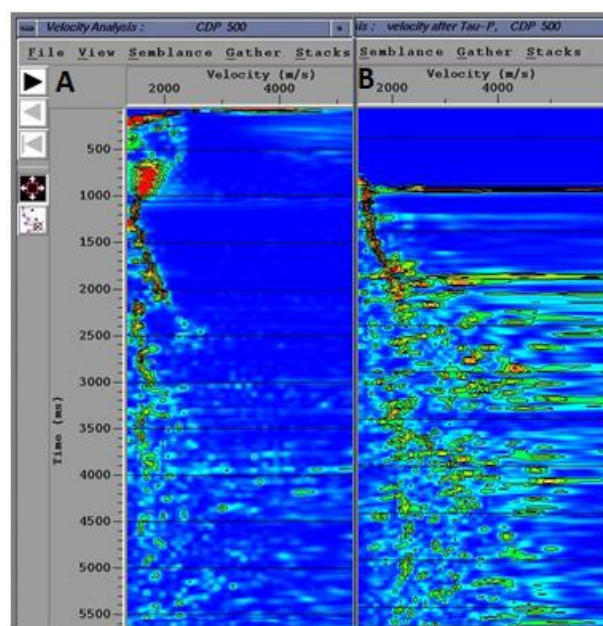 Velocity Analysis : CDP 500
is: velocity after Tau-P, CDP 500
File View Semblance Gather Stacks
Semblance Gather Stacks
A
Velocity (m/s)
2000 4000
B
Velocity (m/s)
2000 4000
500
1000
1500
2000
2500
3000
3500
4000
4500
5000
5500
Time (ms)